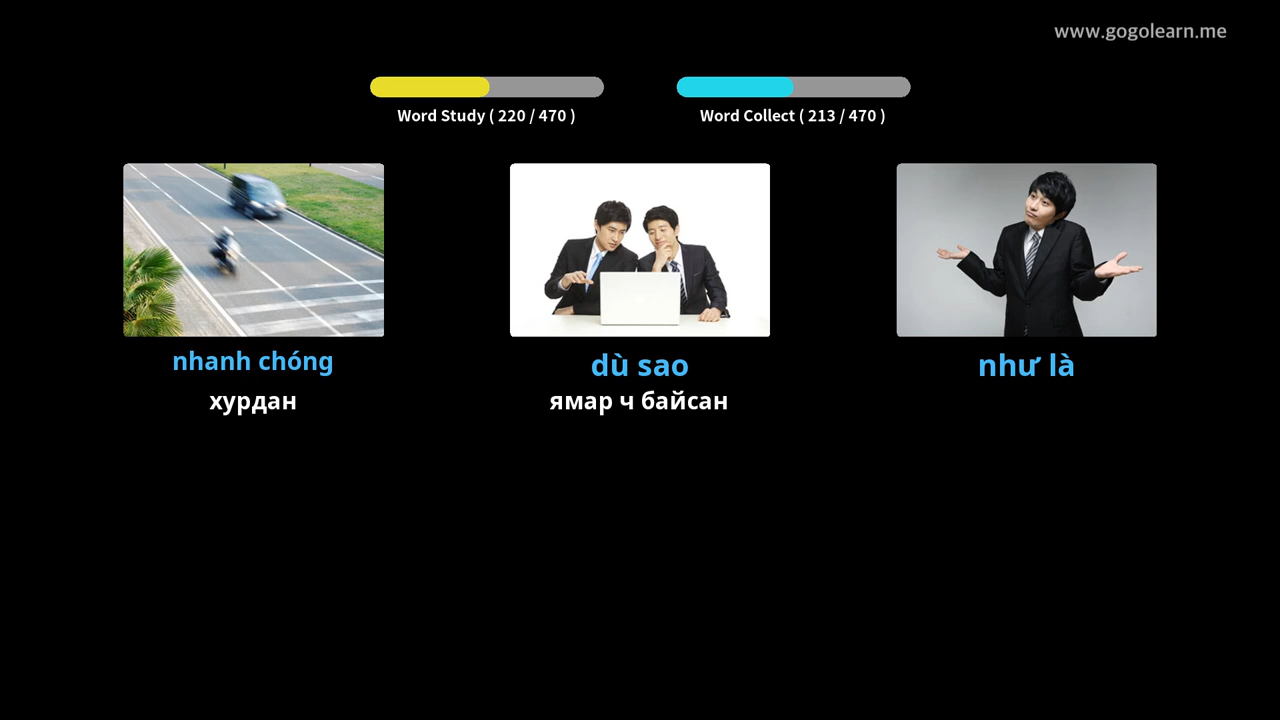 www.gogolearn.me
Word Study ( 220 / 470 )
Word Collect ( 213 / 470 )
nhanh chóng
dù sao
như là
хурдан
ямар ч байсан